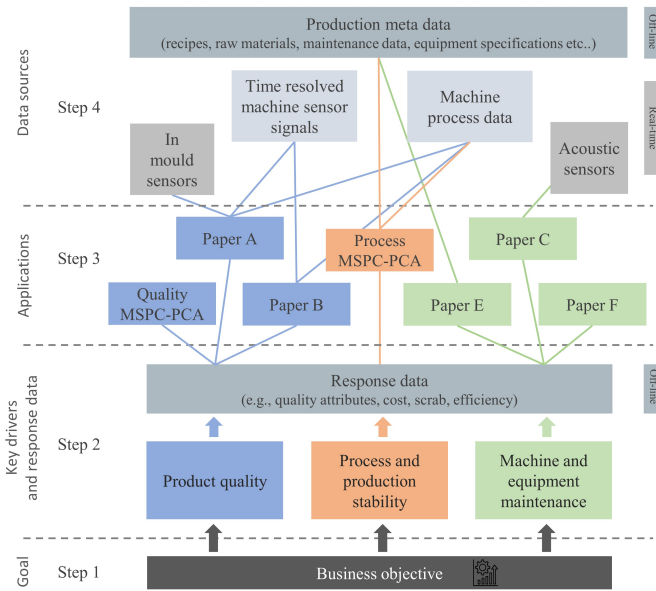 Production meta data
(recipes, raw materials, maintenance data, equipment specifications etc..)
Off-line
Data sources
Step 4
Time resolved
machine sensor
signals
Machine
process data
Real-time
In
mould
sensors
Acoustic
sensors
Applications
Step 3
Paper A
Process
MSPC-PCA
Paper C
Quality
MSPC-PCA
Paper B
Paper E
Paper F
Key drivers
and response data
Step 2
Response data
(e.g., quality attributes, cost, scrab, efficiency)
Off-line
Product quality
Process and
production
stability
Machine and
equipment
maintenance
Goal
Step 1
Business objective